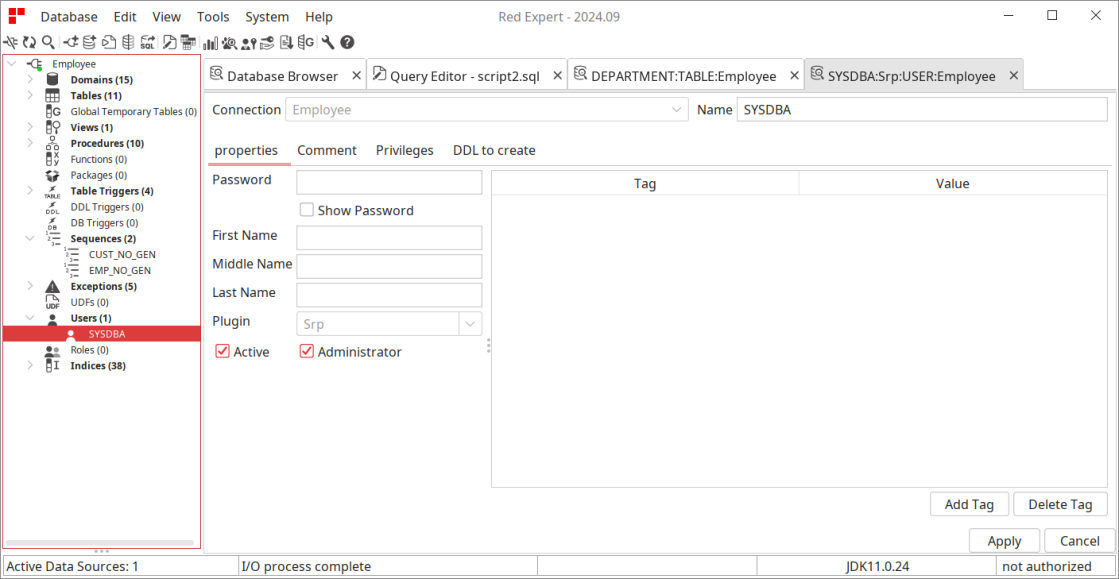 Red Expert - 2024.09
Database Edit View Tools System Help
Employee
Domains (15)
Tables (11)
Global Temporary Tables (0)
Views (1)
Procedures (10)
Functions (0)
Packages (0)
Table Triggers (4)
DDL Triggers (0)
DB Triggers (0)
Sequences (2)
CUST_NO_GEN
EMP_NO_GEN
Exceptions (5)
UDFs (0)
Users (1)
SYSDBA
Roles (0)
Indices (38)
Database Browser
Query Editor - script2.sql
DEPARTMENT:TABLE:Employee
SYSDBA:Srp:USER:Employee
Connection Employee Name SYSDBA
properties Comment Privileges DDL to create
Password
Show Password
First Name
Middle Name
Last Name
Plugin Srp
Active Administrator
Tag Value
Add Tag Delete Tag
Apply Cancel
Active Data Sources: 1 I/O process complete JDK11.0.24 not authorized